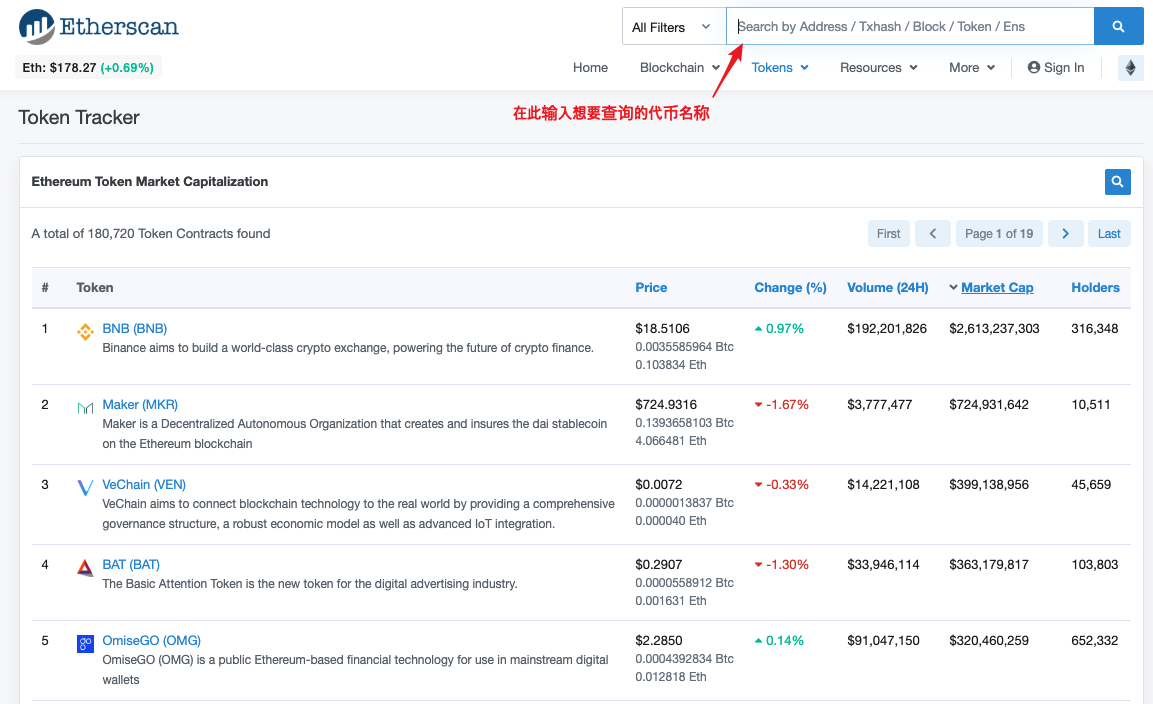 Etherscan
All Filters
Search by Address / Txhash / Block / Token / Ens
Eth: $178.27 (+0.69%)
Home Blockchain Tokens Resources More Sign In
在此输入想要查询的代币名称
Token Tracker
Ethereum Token Market Capitalization
A total of 180,720 Token Contracts found
First Page 1 of 19 Last
# Token Price Change (%) Volume (24H) Market Cap Holders
1 BNB (BNB) $18.5106 0.97% $192,201,826 $2,613,237,303 316,348
Binance aims to build a world-class crypto exchange, powering the future of crypto finance. 0.0035585964 Btc
0.103834 Eth
2 Maker (MKR) $724.9316 -1.67% $3,777,477 $724,931,642 10,511
Maker is a Decentralized Autonomous Organization that creates and insures the dai stablecoin 0.1393658103 Btc
on the Ethereum blockchain 4.066481 Eth
3 VeChain (VEN) $0.0072 -0.33% $14,221,108 $399,138,956 45,659
VeChain aims to connect blockchain technology to the real world by providing a comprehensive 0.0000013837 Btc
governance structure, a robust economic model as well as advanced IoT integration. 0.000040 Eth
4 BAT (BAT) $0.2907 -1.30% $33,946,114 $363,179,817 103,803
The Basic Attention Token is the new token for the digital advertising industry. 0.0000558912 Btc
0.001631 Eth
5 OmiseGO (OMG) $2.2850 0.14% $91,047,150 $320,460,259 652,332
OmiseGO (OMG) is a public Ethereum-based financial technology for use in mainstream digital 0.0004392834 Btc
wallets 0.012818 Eth